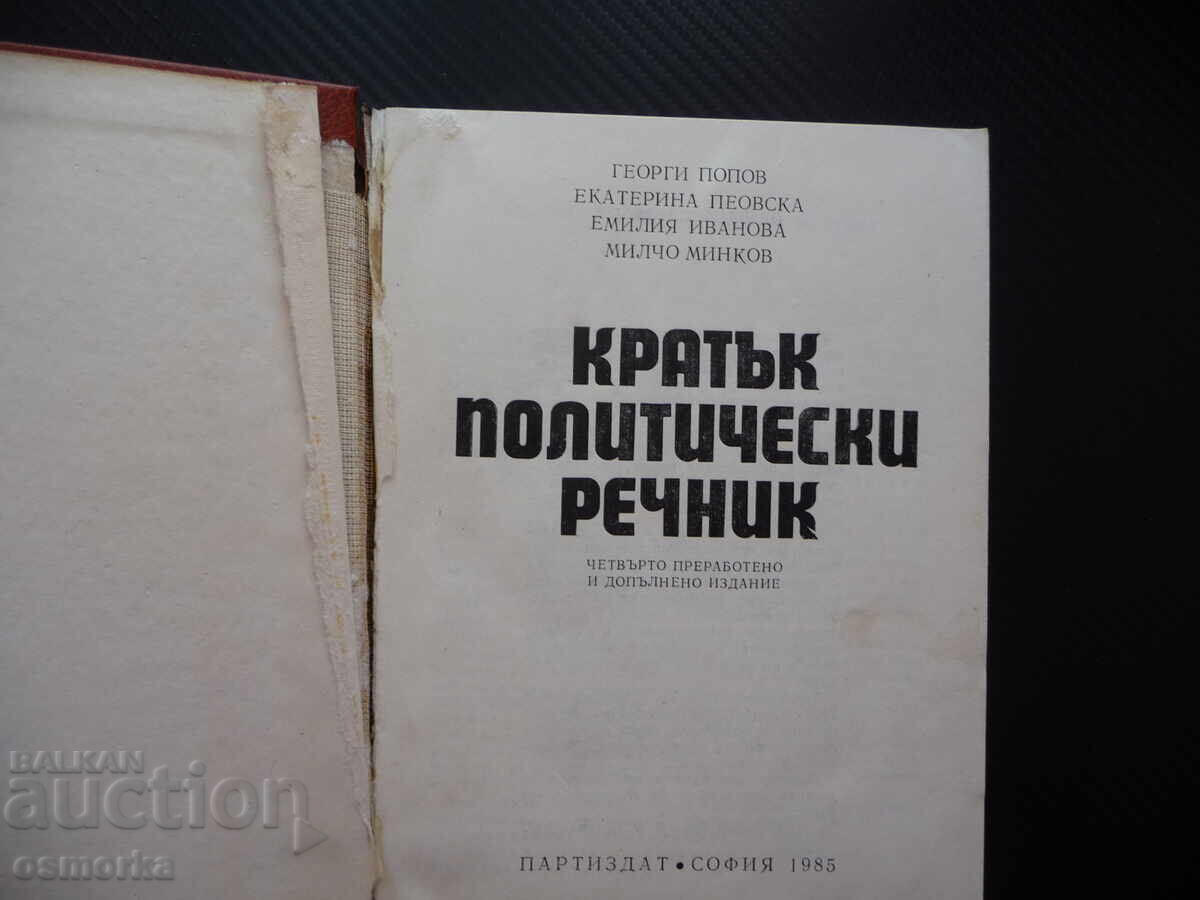 ГЕОРГИ ПОПОВ
ЕКАТЕРИНА ПЕОВСКА
ЕМИЛИЯ ИВАНОВА
МИЛЧО МИНКОВ
КРАТЪК
ПОЛИТИЧЕСКИ
РЕЧНИК
ЧЕТВЪРТО ПРЕРАБОТЕНО
И ДОПЪЛНЕНО ИЗДАНИЕ
ПАРТИЗДАТ • СОФИЯ 1985
BALKAN
auction
osmorka